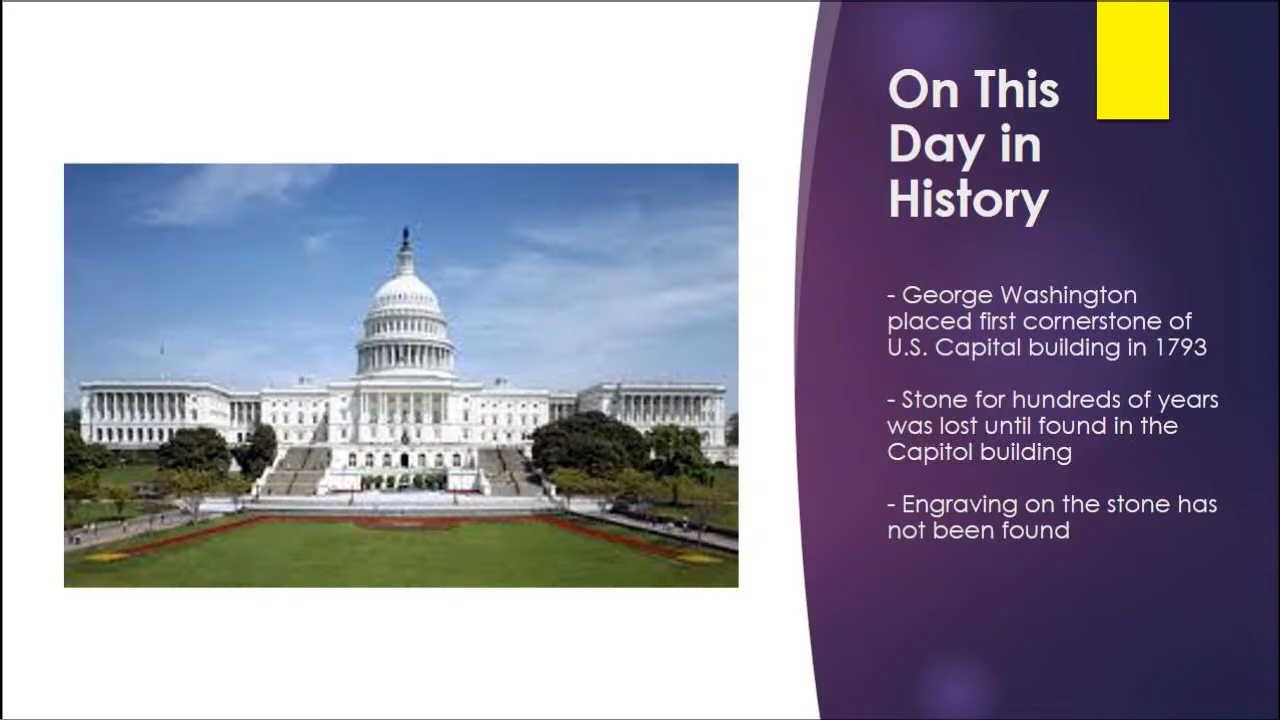 On This
Day in
History
- George Washington
placed first cornerstone of
U.S. Capital building in 1793
- Stone for hundreds of years
was lost until found in the
Capitol building
- Engraving on the stone has
not been found